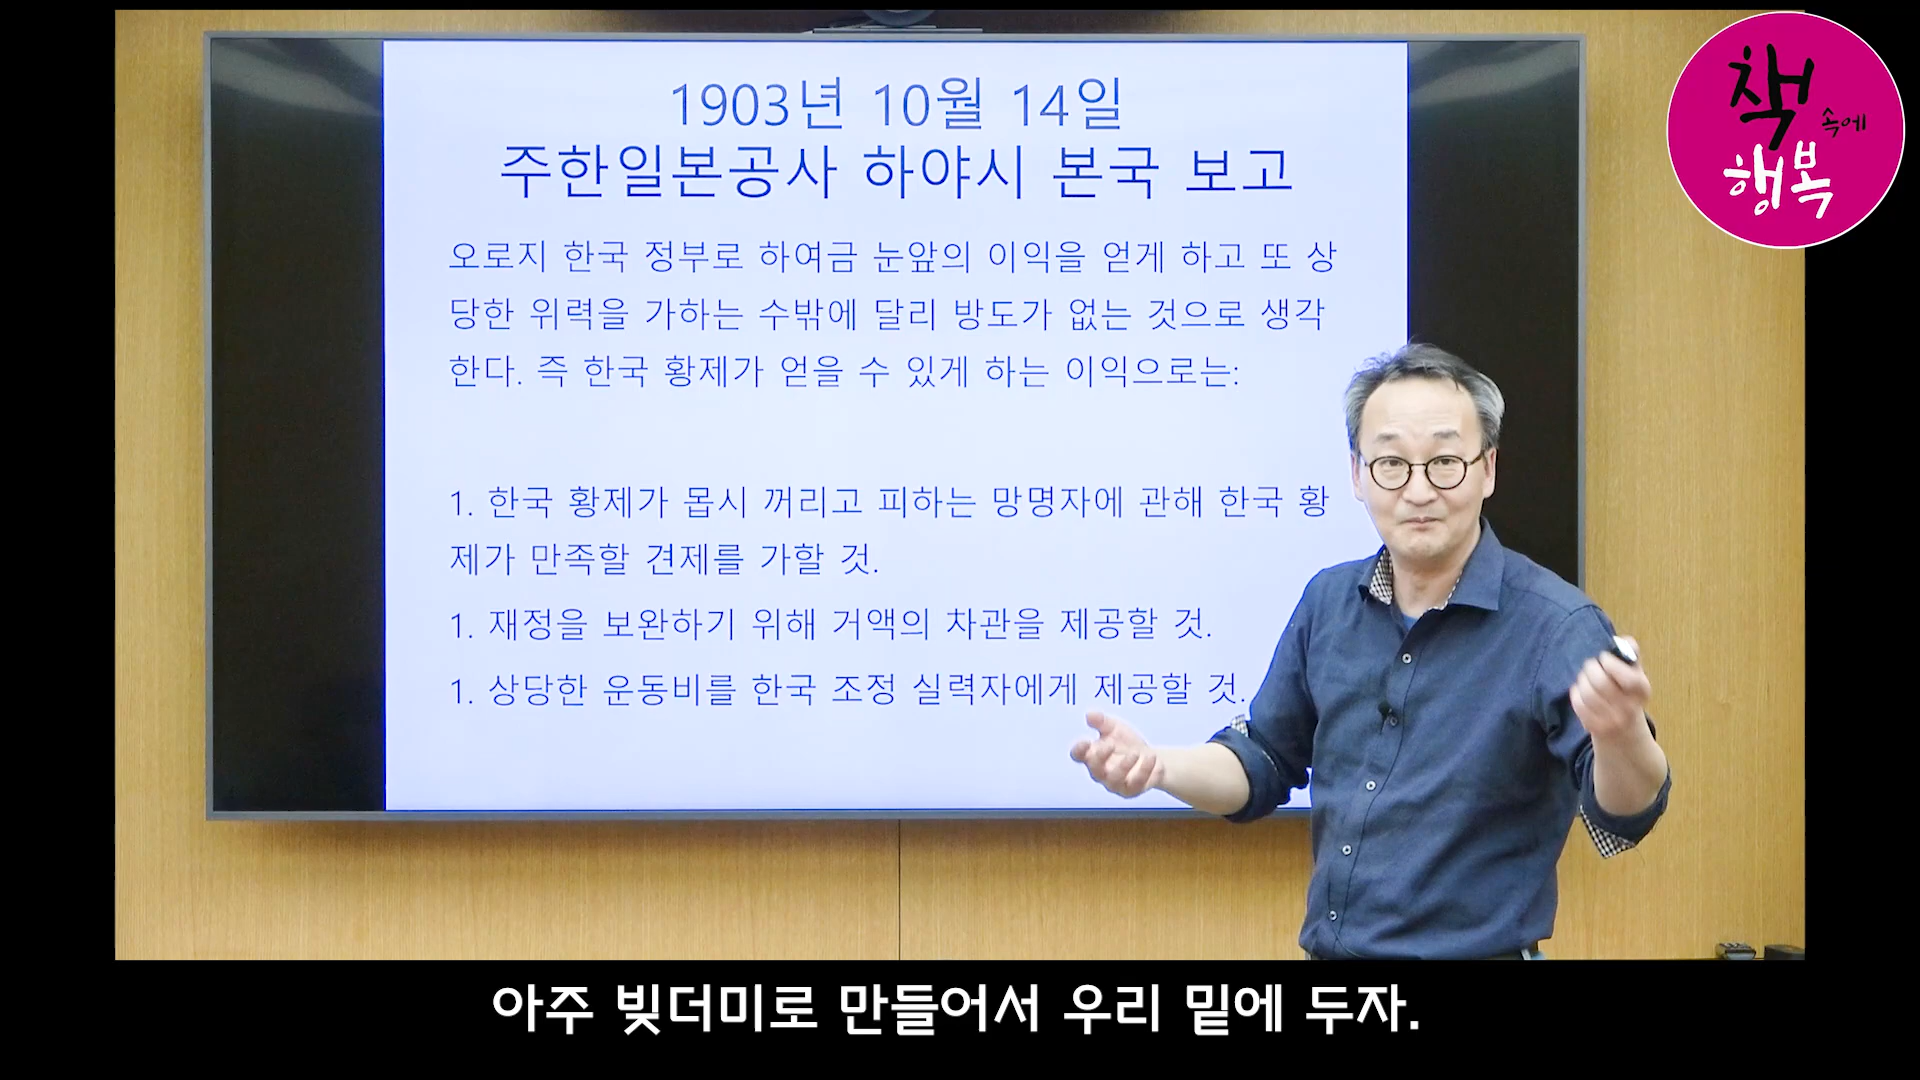 1903년 10월 14일
주한일본공사 하야시 본국 보고
오로지 한국 정부로 하여금 눈앞의 이익을 얻게 하고 또 상
당한 위력을 가하는 수밖에 달리 방도가 없는 것으로 생각
한다. 즉 한국 황제가 얻을 수 있게 하는 이익으로는:
1. 한국 황제가 몹시 꺼리고 피하는 망명자에 관해 한국 황
제가 만족할 견제를 가할 것.
1. 재정을 보완하기 위해 거액의 차관을 제공할 것.
1. 상당한 운동비를 한국 조정 실력자에게 제공할 것.
책
속에
행복
아주 빚더미로 만들어서 우리 밑에 두자.